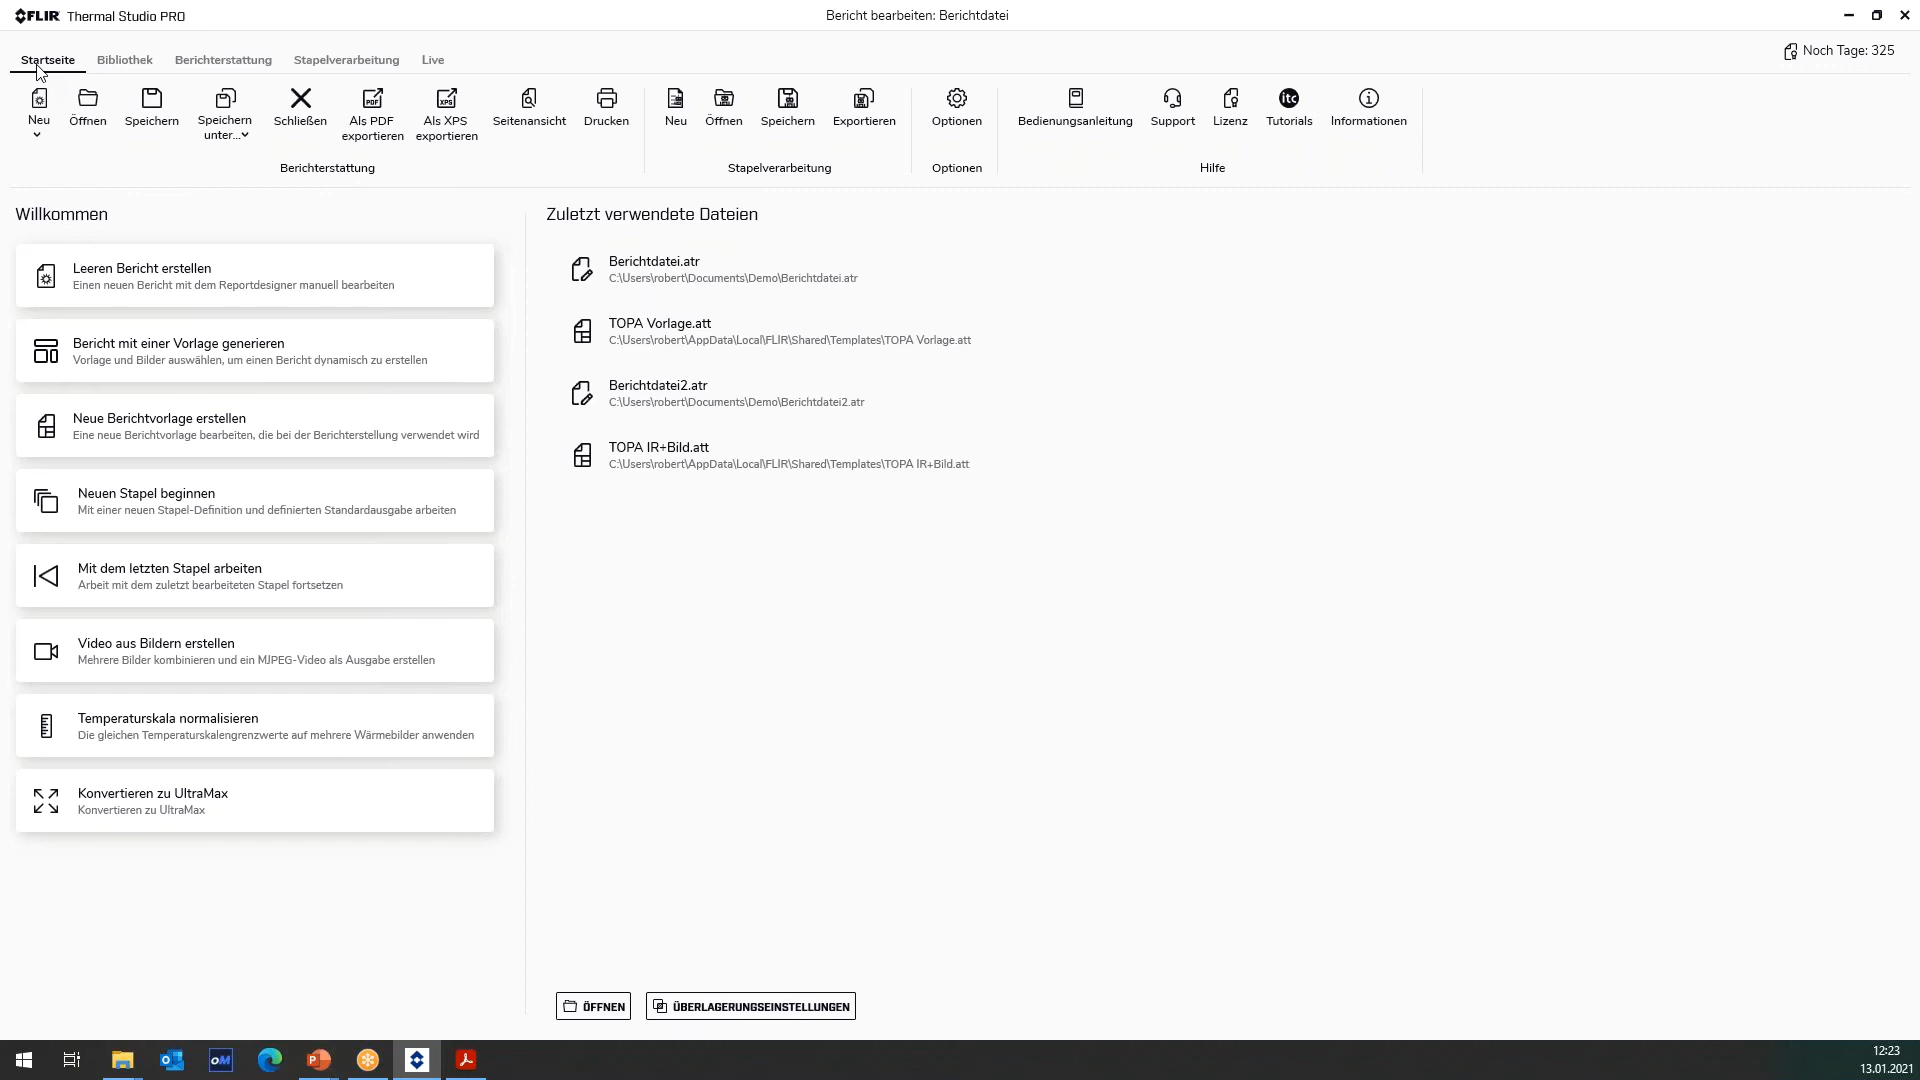 FLIR Thermal Studio PRO
Bericht bearbeiten: Berichtdatei
Startseite Bibliothek Berichterstattung Stapelverarbeitung Live
Noch Tage: 325
Neu
Öffnen
Speichern
Speichern
unter...
Schließen
Als PDF
exportieren
Als XPS
exportieren
Seitenansicht
Drucken
Berichterstattung
Neu
Öffnen
Speichern
Exportieren
Stapelverarbeitung
Optionen
Optionen
Bedienungsanleitung
Support
Lizenz
itc
Tutorials
Informationen
Hilfe
Willkommen
Leeren Bericht erstellen
Einen neuen Bericht mit dem Reportdesigner manuell bearbeiten
Bericht mit einer Vorlage generieren
Vorlage und Bilder auswählen, um einen Bericht dynamisch zu erstellen
Neue Berichtvorlage erstellen
Eine neue Berichtvorlage bearbeiten, die bei der Berichterstellung verwendet wird
Neuen Stapel beginnen
Mit einer neuen Stapel-Definition und definierten Standardausgabe arbeiten
Mit dem letzten Stapel arbeiten
Arbeit mit dem zuletzt bearbeiteten Stapel fortsetzen
Video aus Bildern erstellen
Mehrere Bilder kombinieren und ein MJPEG-Video als Ausgabe erstellen
Temperaturskala normalisieren
Die gleichen Temperaturskalengrenzwerte auf mehrere Wärmebilder anwenden
Konvertieren zu UltraMax
Konvertieren zu UltraMax
Zuletzt verwendete Dateien
Berichtdatei.atr
C:\Users\robert\Documents\Demo\Berichtdatei.atr
TOPA Vorlage.att
C:\Users\robert\AppData\Local\FLIR\Shared\Templates\TOPA Vorlage.att
Berichtdatei2.atr
C:\Users\robert\Documents\Demo\Berichtdatei2.atr
TOPA IR+Bild.att
C:\Users\robert\AppData\Local\FLIR\Shared\Templates\TOPA IR+Bild.att
ÖFFNEN
ÜBERLAGERUNGSEINSTELLUNGEN
12:23
13.01.2021